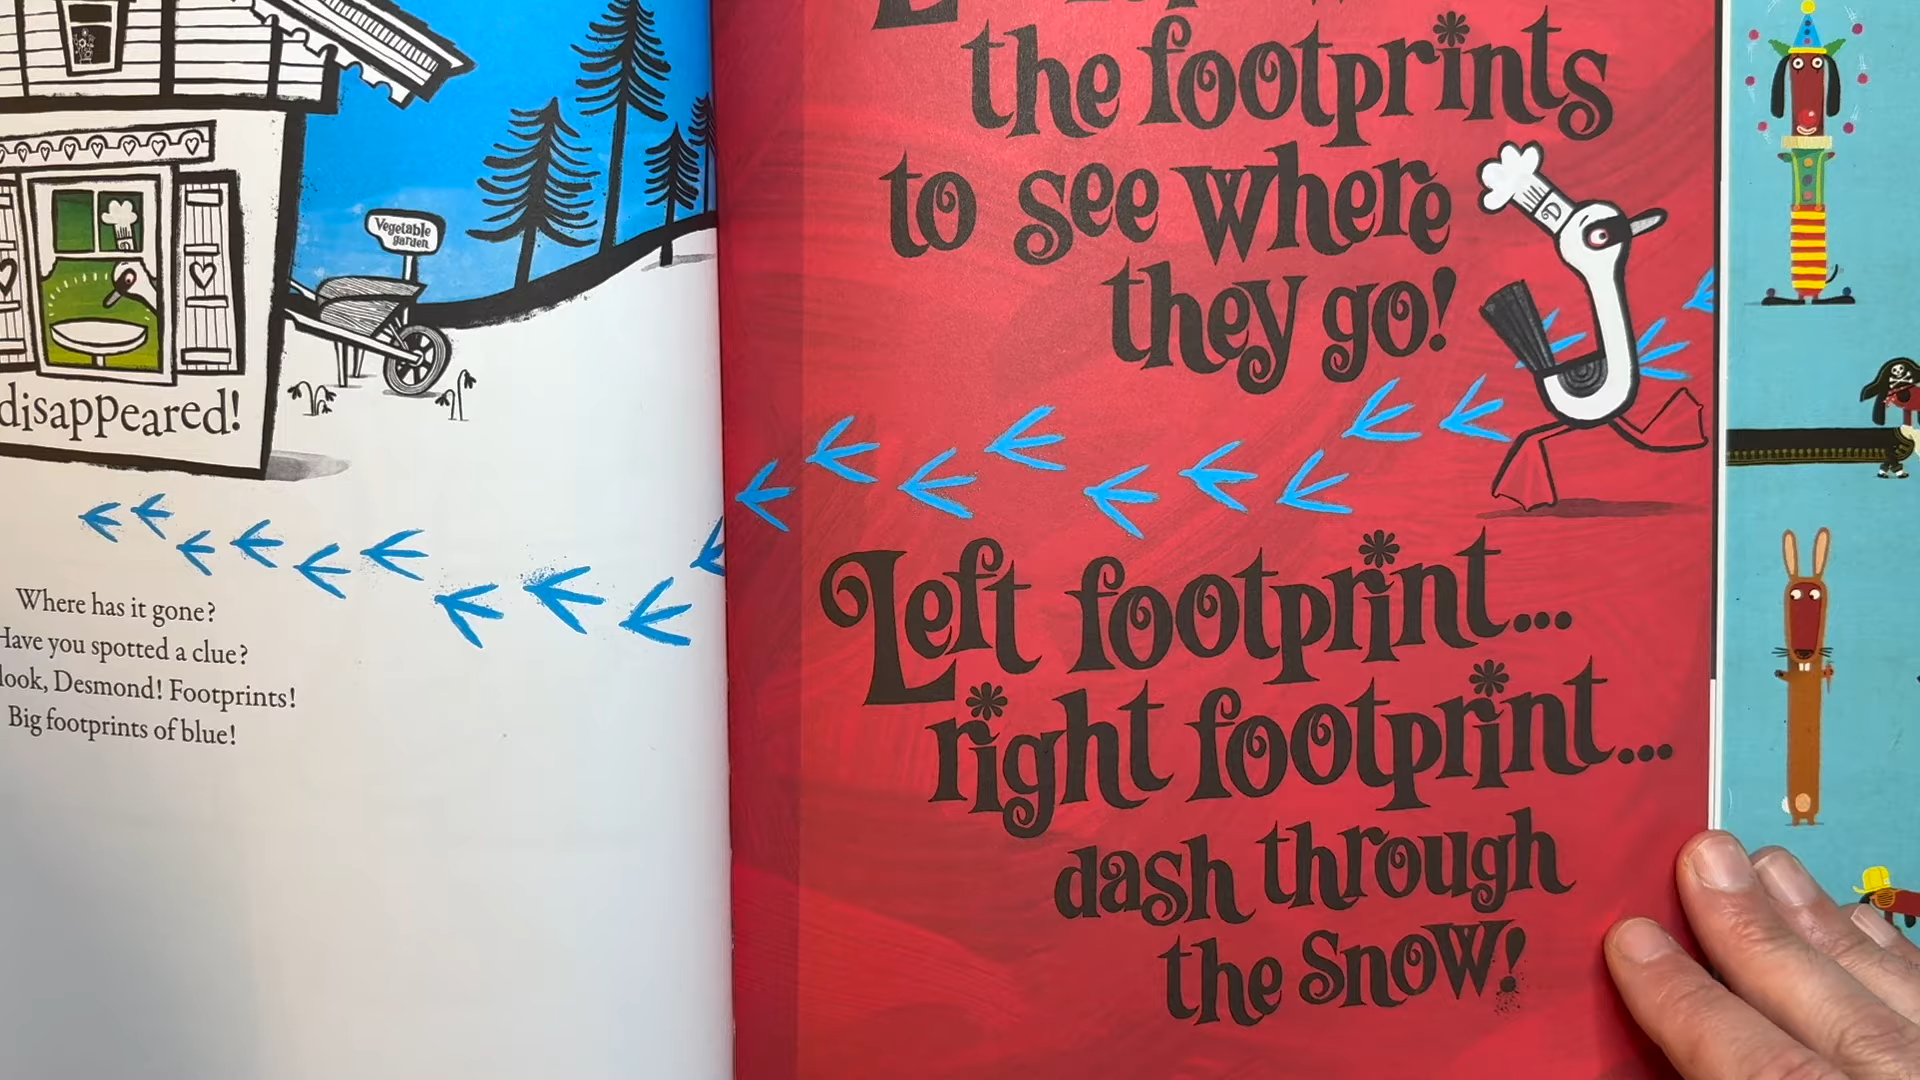 Vegetable
garden
disappeared!
Where has it gone?
Have you spotted a clue?
look, Desmond! Footprints!
Big footprints of blue!
the footprints
to see where
they go!
D
Left footprint...
right footprint...
dash through
the snow!